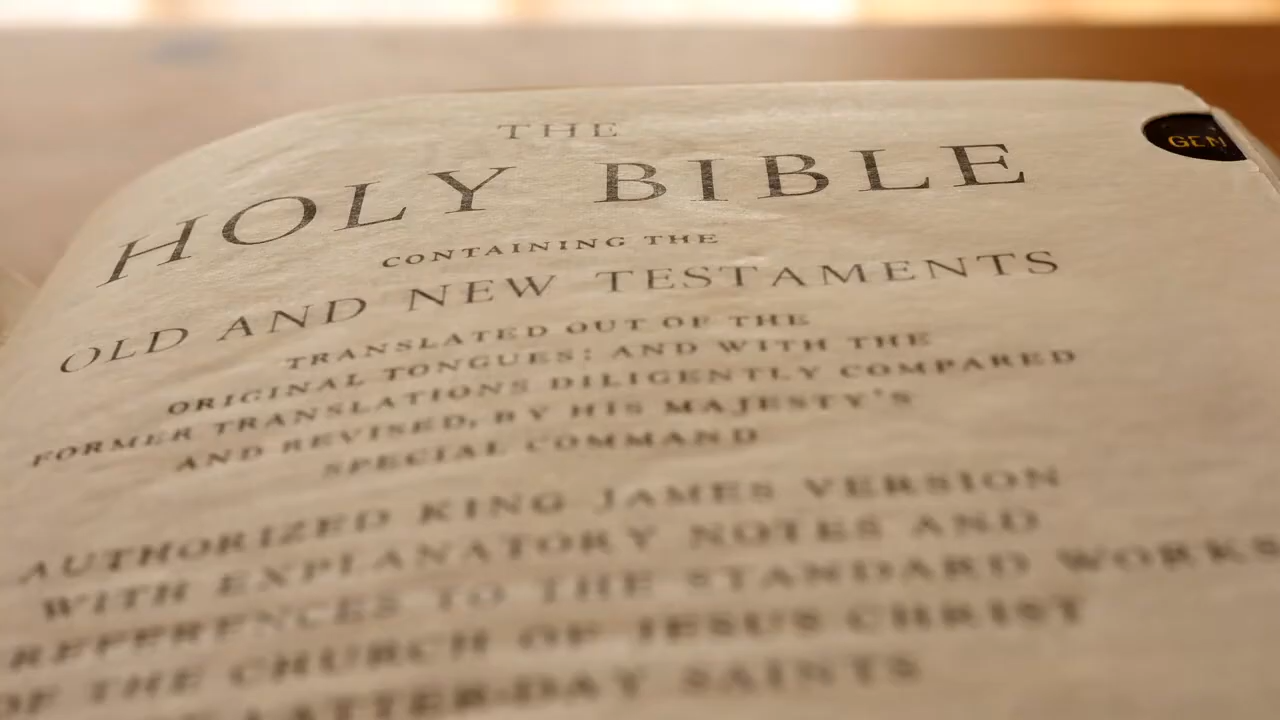 THE
HOLY BIBLE
CONTAINING THE
OLD AND NEW TESTAMENTS
TRANSLATED OUT OF THE
ORIGINAL TONGUES: AND WITH THE
FORMER TRANSLATIONS DILIGENTLY COMPARED
AND REVISED, BY HIS MAJESTY'S
SPECIAL COMMAND
AUTHORIZED KING JAMES VERSION
WITH EXPLANATORY NOTES AND
REFERENCES TO THE STANDARD WORKS
OF THE CHURCH OF JESUS CHRIST
LATTER-DAY SAINTS
GEN